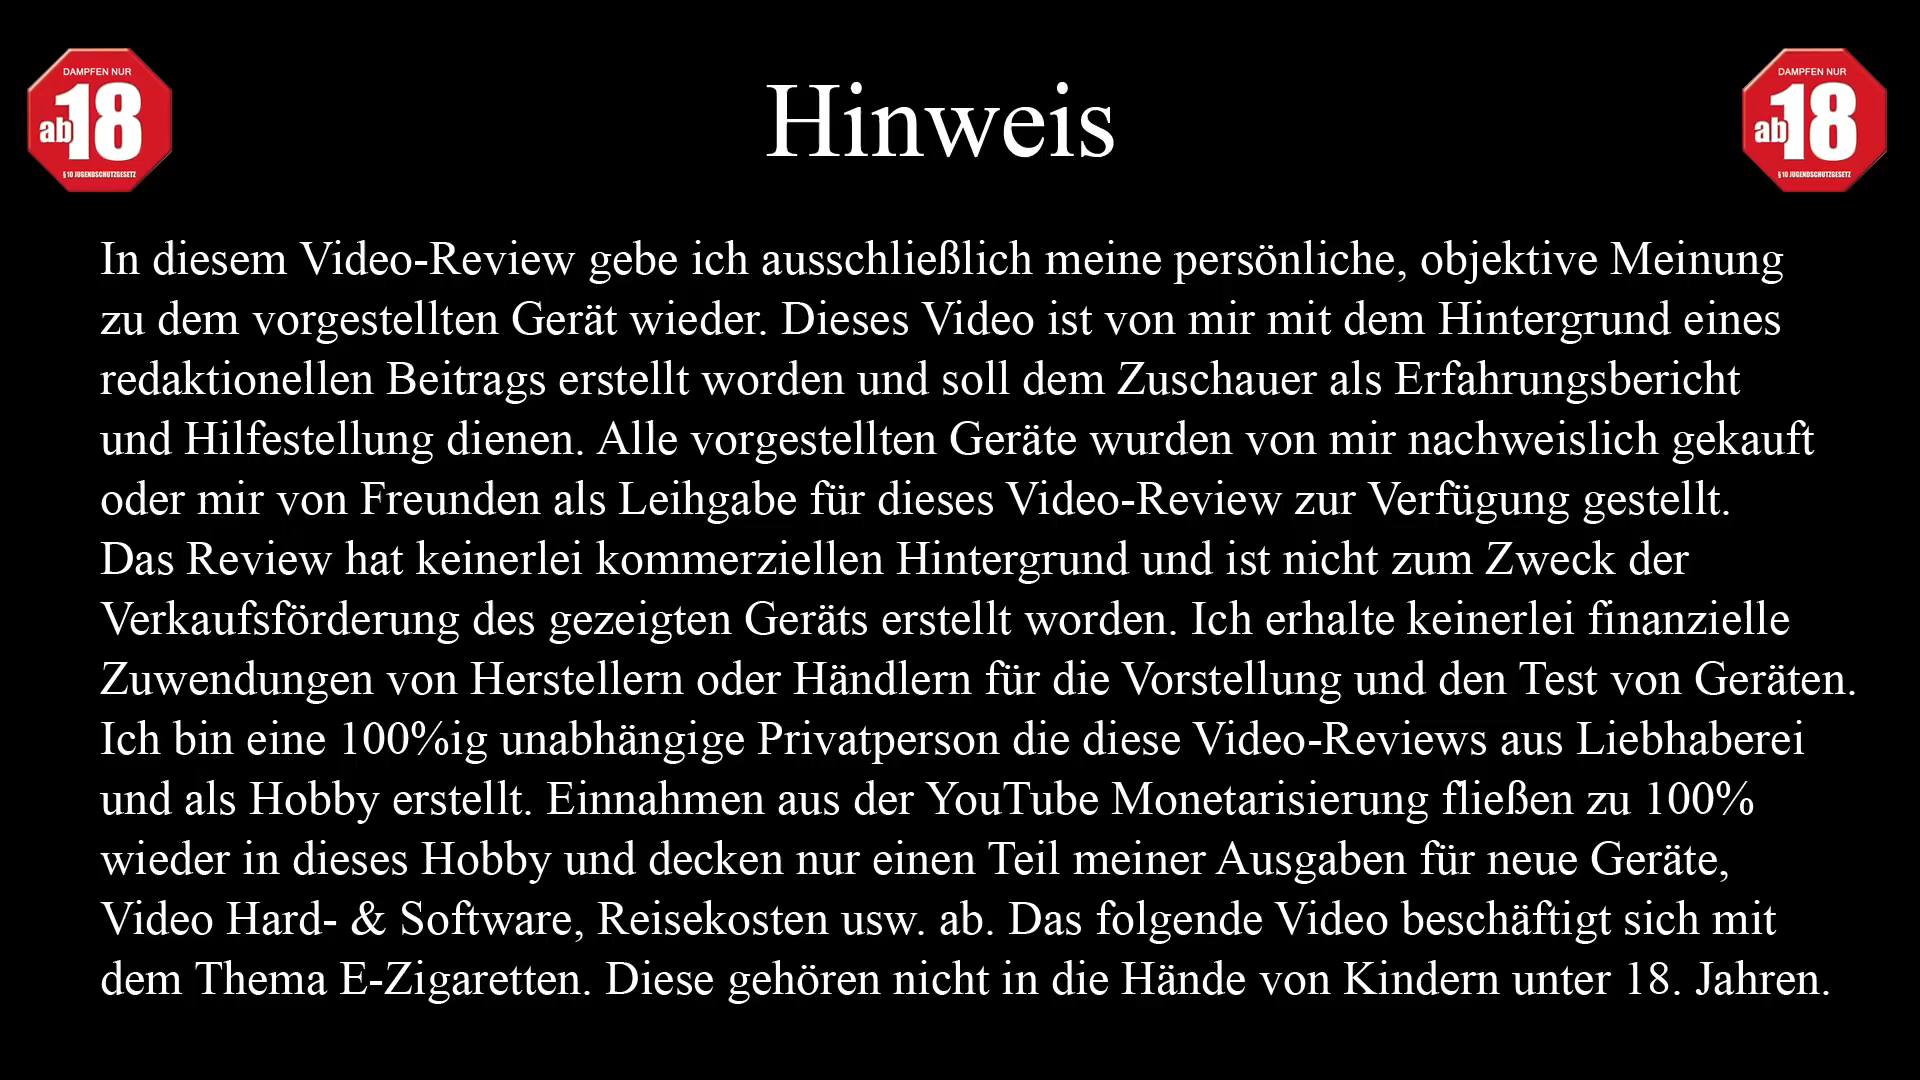 DAMPFEN NUR
ab 18
§ 10 JUGENDSCHUTZGESETZ
Hinweis
DAMPFEN NUR
ab 18
§ 10 JUGENDSCHUTZGESETZ
In diesem Video-Review gebe ich ausschließlich meine persönliche, objektive Meinung
zu dem vorgestellten Gerät wieder. Dieses Video ist von mir mit dem Hintergrund eines
redaktionellen Beitrags erstellt worden und soll dem Zuschauer als Erfahrungsbericht
und Hilfestellung dienen. Alle vorgestellten Geräte wurden von mir nachweislich gekauft
oder mir von Freunden als Leihgabe für dieses Video-Review zur Verfügung gestellt.
Das Review hat keinerlei kommerziellen Hintergrund und ist nicht zum Zweck der
Verkaufsförderung des gezeigten Geräts erstellt worden. Ich erhalte keinerlei finanzielle
Zuwendungen von Herstellern oder Händlern für die Vorstellung und den Test von Geräten.
Ich bin eine 100%ig unabhängige Privatperson die diese Video-Reviews aus Liebhaberei
und als Hobby erstellt. Einnahmen aus der YouTube Monetarisierung fließen zu 100%
wieder in dieses Hobby und decken nur einen Teil meiner Ausgaben für neue Geräte,
Video Hard- & Software, Reisekosten usw. ab. Das folgende Video beschäftigt sich mit
dem Thema E-Zigaretten. Diese gehören nicht in die Hände von Kindern unter 18. Jahren.